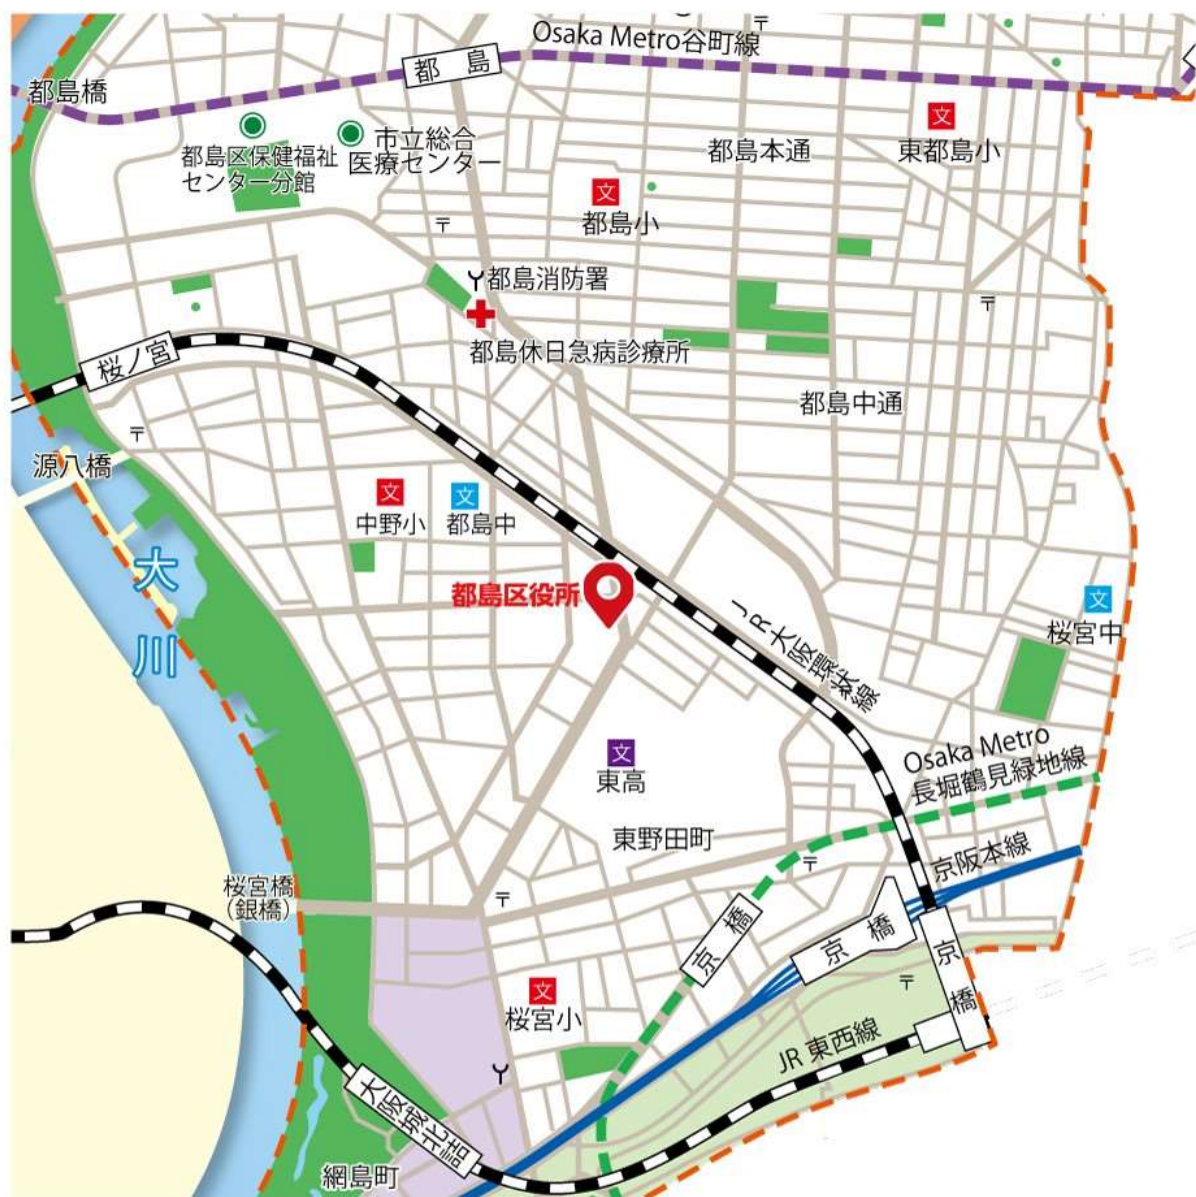 Osaka Metro谷町線
都島
都島橋
都島区保健福祉
センター分館
市立総合
医療センター
都島本通
文
東都島小
文
都島小
〒
〒
都島消防署
〒
都島休日急病診療所
桜ノ宮
都島中通
〒
源八橋
文
中野小
文
都島中
大川
都島区役所
文
桜宮中
JR大阪環状線
文
東高
Osaka Metro
長堀鶴見緑地線
東野田町
〒
京阪本線
桜宮橋
(銀橋)
〒
京橋
京橋
京橋
〒
文
桜宮小
JR東西線
大阪城北詰
網島町